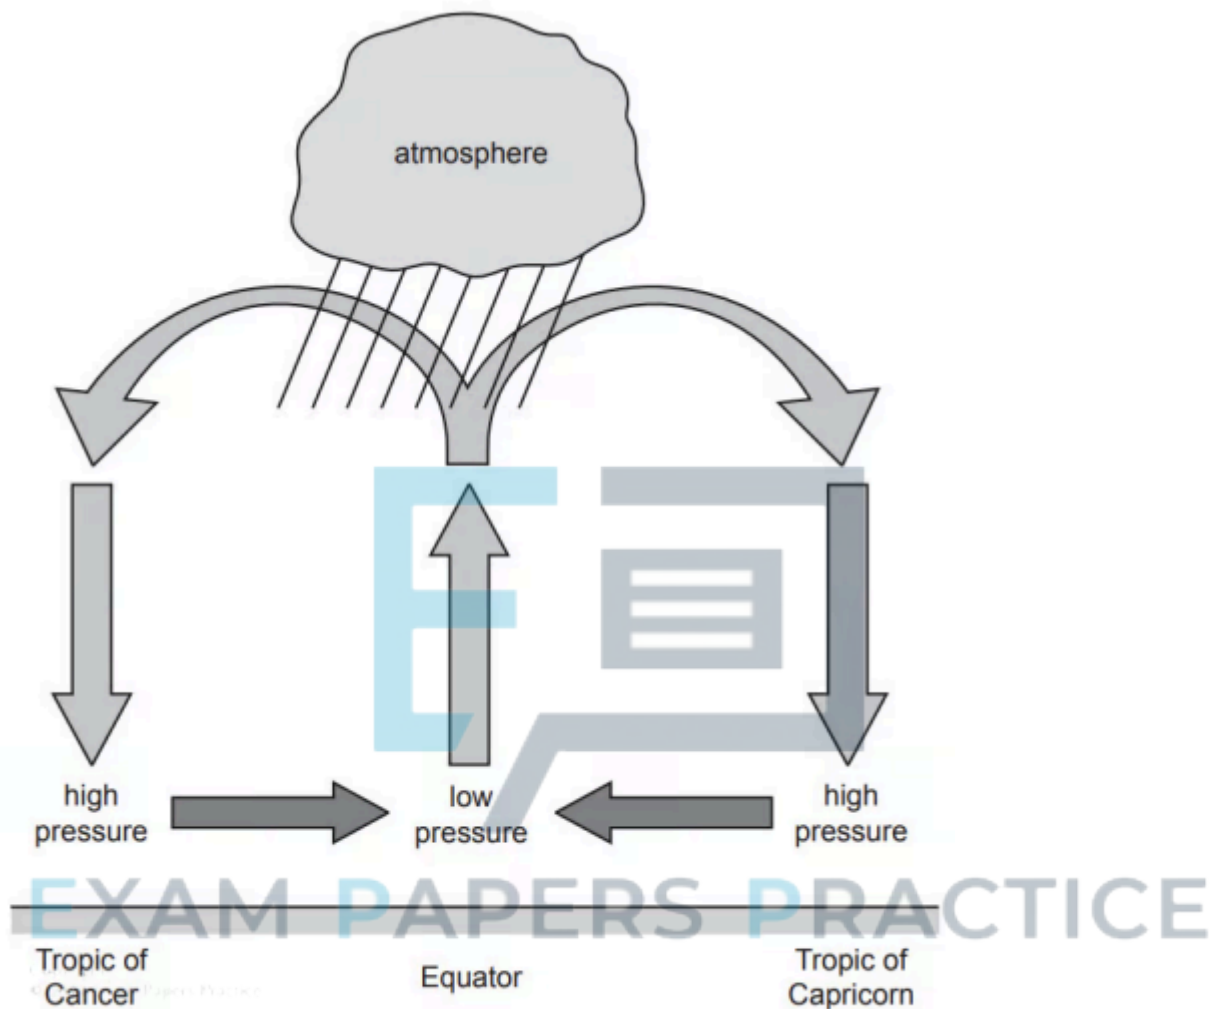 atmosphere
high
pressure
low
pressure
high
pressure
EXAM PAPERS PRACTICE
Tropic of
Cancer
Equator
Tropic of
Capricorn